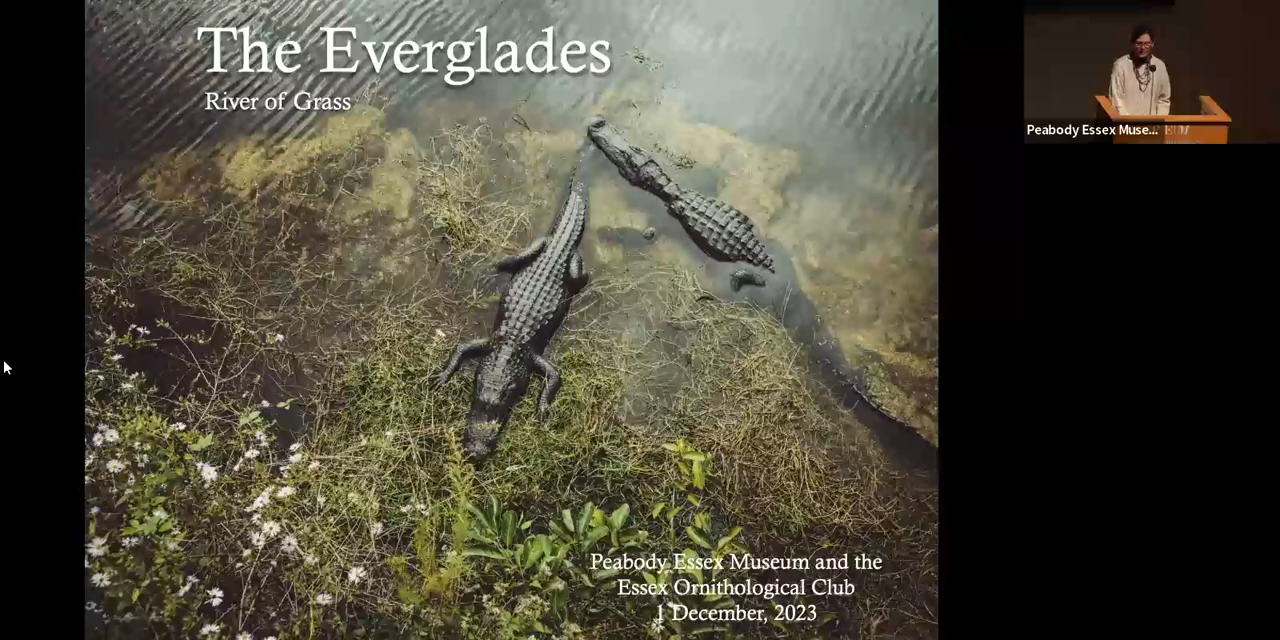 The Everglades
River of Grass
Peabody Essex Museum and the
Essex Ornithological Club
1 December, 2023
Peabody Essex Muse...